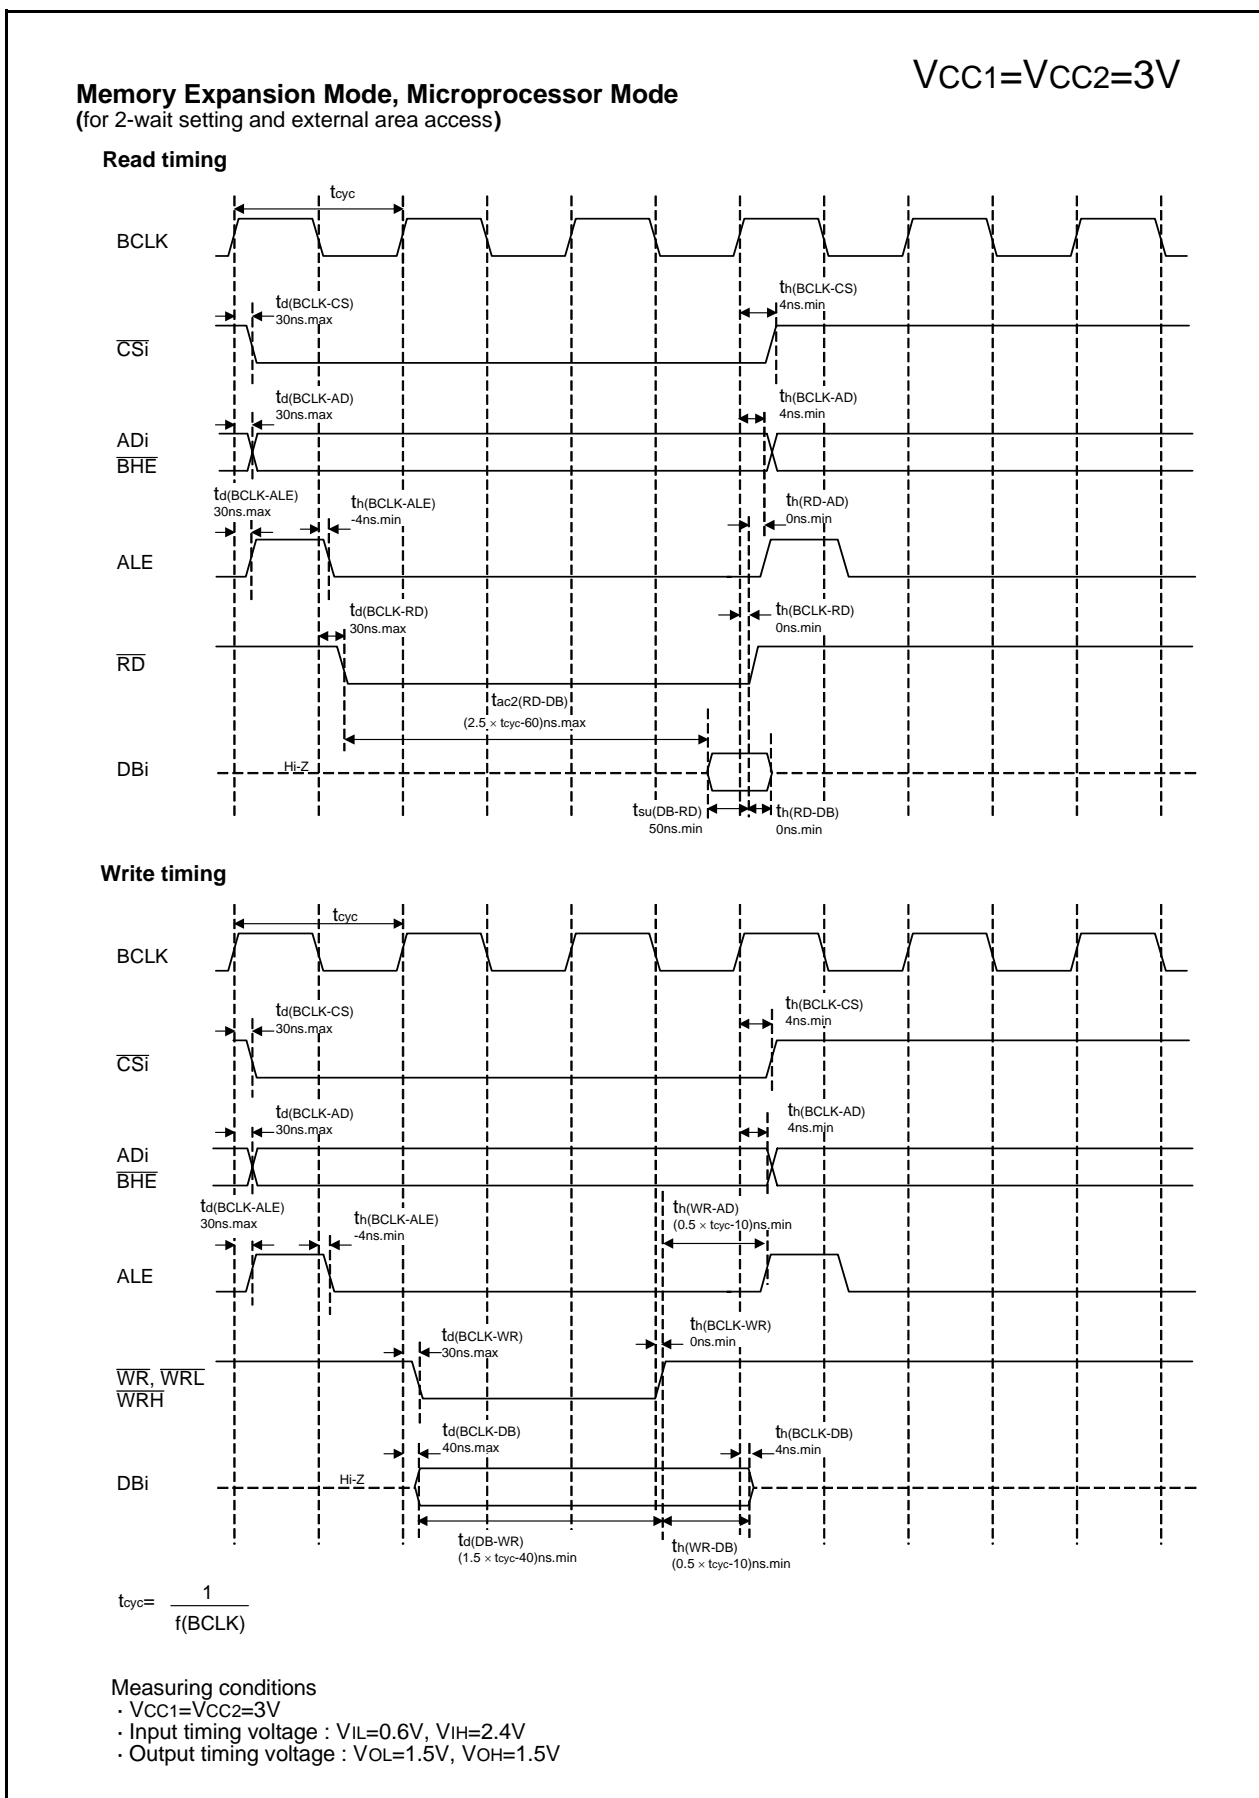 VCC1=VCC2=3V
Memory Expansion Mode, Microprocessor Mode
(for 2-wait setting and external area access)
Read timing
tcyc
BCLK
td(BCLK-CS)
30ns.max
th(BCLK-CS)
4ns.min
CSi
td(BCLK-AD)
30ns.max
th(BCLK-AD)
4ns.min
ADi
BHE
td(BCLK-ALE)
30ns.max
th(BCLK-ALE)
-4ns.min
th(RD-AD)
0ns.min
ALE
td(BCLK-RD)
30ns.max
th(BCLK-RD)
0ns.min
RD
tac2(RD-DB)
(2.5 × tcyc-60)ns.max
DBi
Hi-Z
tsu(DB-RD)
50ns.min
th(RD-DB)
0ns.min
Write timing
tcyc
BCLK
td(BCLK-CS)
30ns.max
th(BCLK-CS)
4ns.min
CSi
td(BCLK-AD)
30ns.max
th(BCLK-AD)
4ns.min
ADi
BHE
td(BCLK-ALE)
30ns.max
th(BCLK-ALE)
-4ns.min
th(WR-AD)
(0.5 × tcyc-10)ns.min
ALE
td(BCLK-WR)
30ns.max
th(BCLK-WR)
0ns.min
WR, WRL
WRH
td(BCLK-DB)
40ns.max
th(BCLK-DB)
4ns.min
DBi
Hi-Z
td(DB-WR)
(1.5 × tcyc-40)ns.min
th(WR-DB)
(0.5 × tcyc-10)ns.min
tcyc= 1
f(BCLK)
Measuring conditions
· VCC1=VCC2=3V
· Input timing voltage : VIL=0.6V, VIH=2.4V
· Output timing voltage : VOL=1.5V, VOH=1.5V